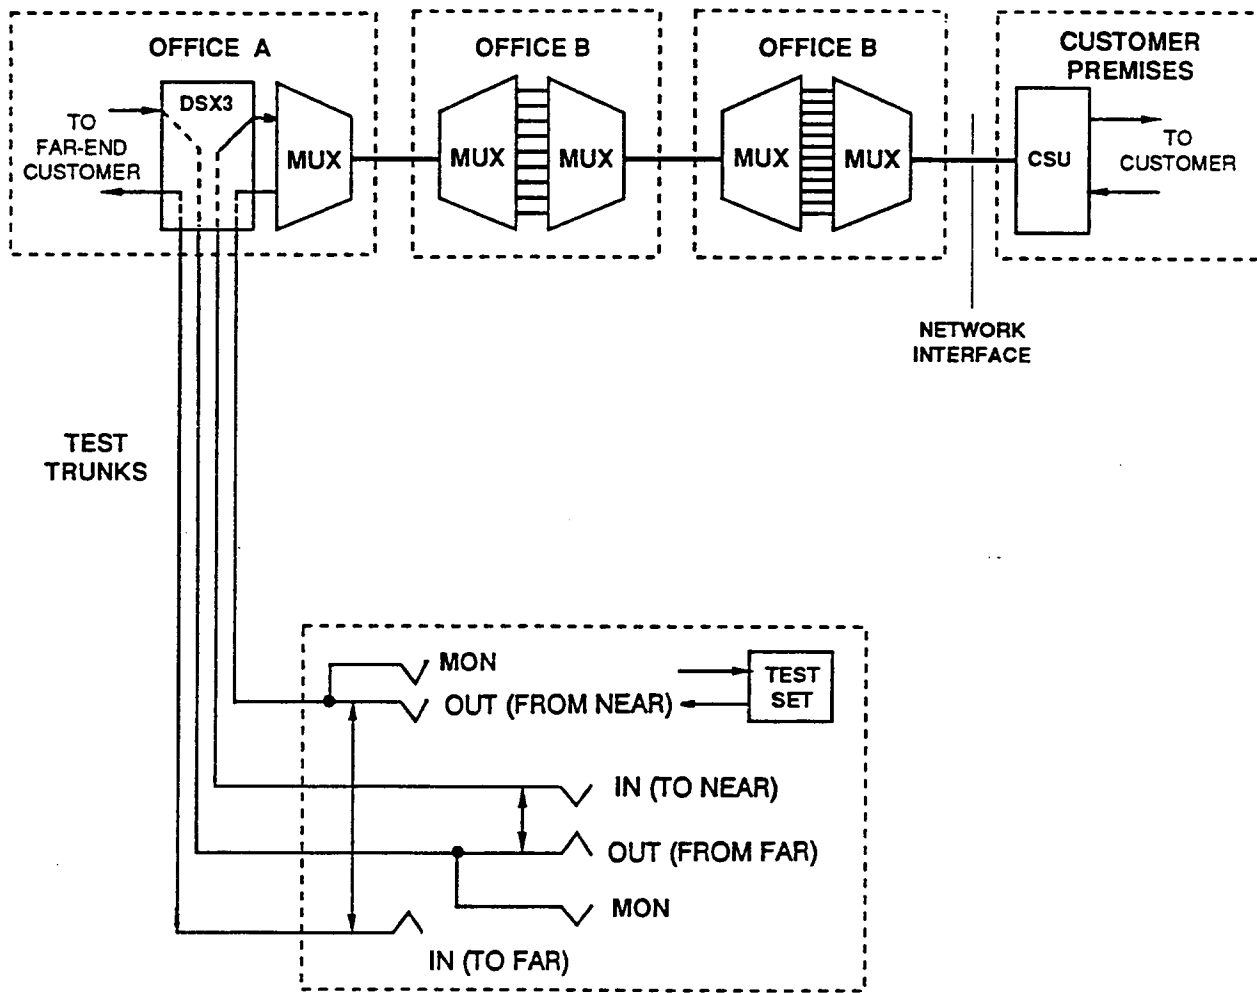 OFFICE A
OFFICE B
OFFICE B
CUSTOMER
PREMISES
DSX3
TO
FAR-END
CUSTOMER
MUX
MUX
MUX
MUX
MUX
CSU
TO
CUSTOMER
NETWORK
INTERFACE
TEST
TRUNKS
MON
OUT (FROM NEAR)
TEST
SET
IN (TO NEAR)
OUT (FROM FAR)
MON
IN (TO FAR)